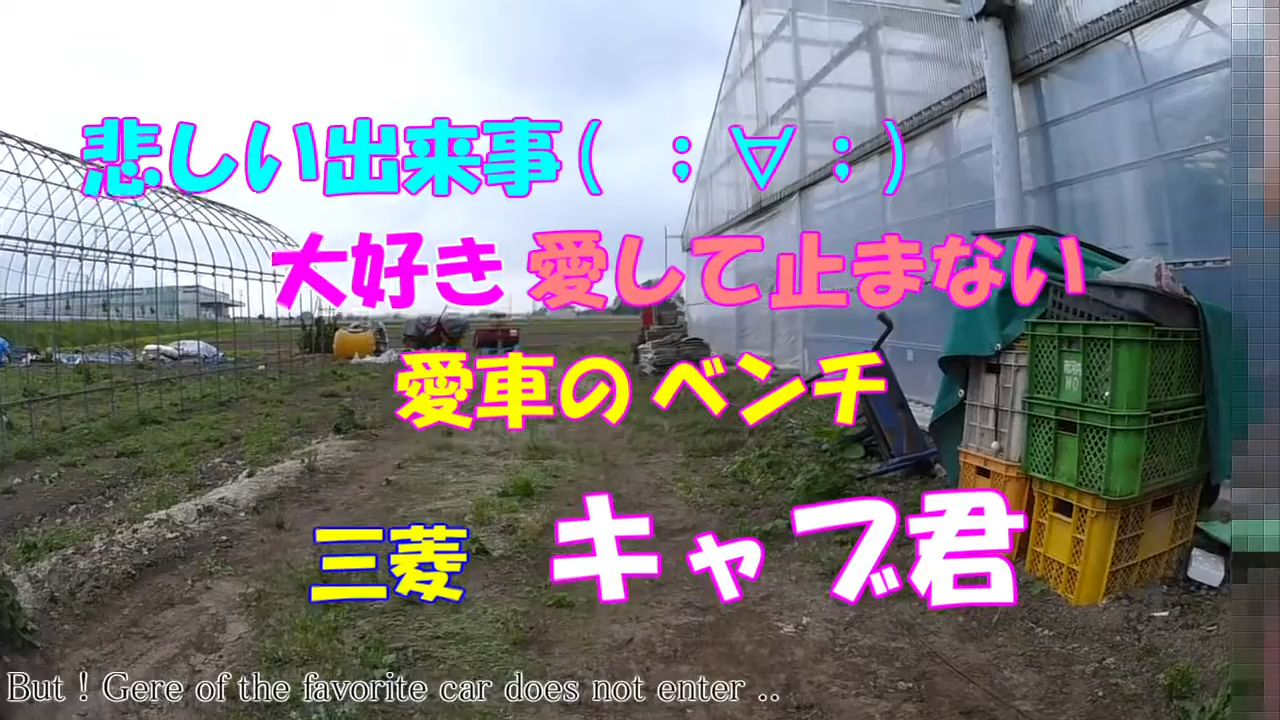 悲しい出来事( :∀:)
大好き 愛して止まない
愛車の ベンチ
三菱 キャブ君
But ! Gere of the favorite car does not enter ..